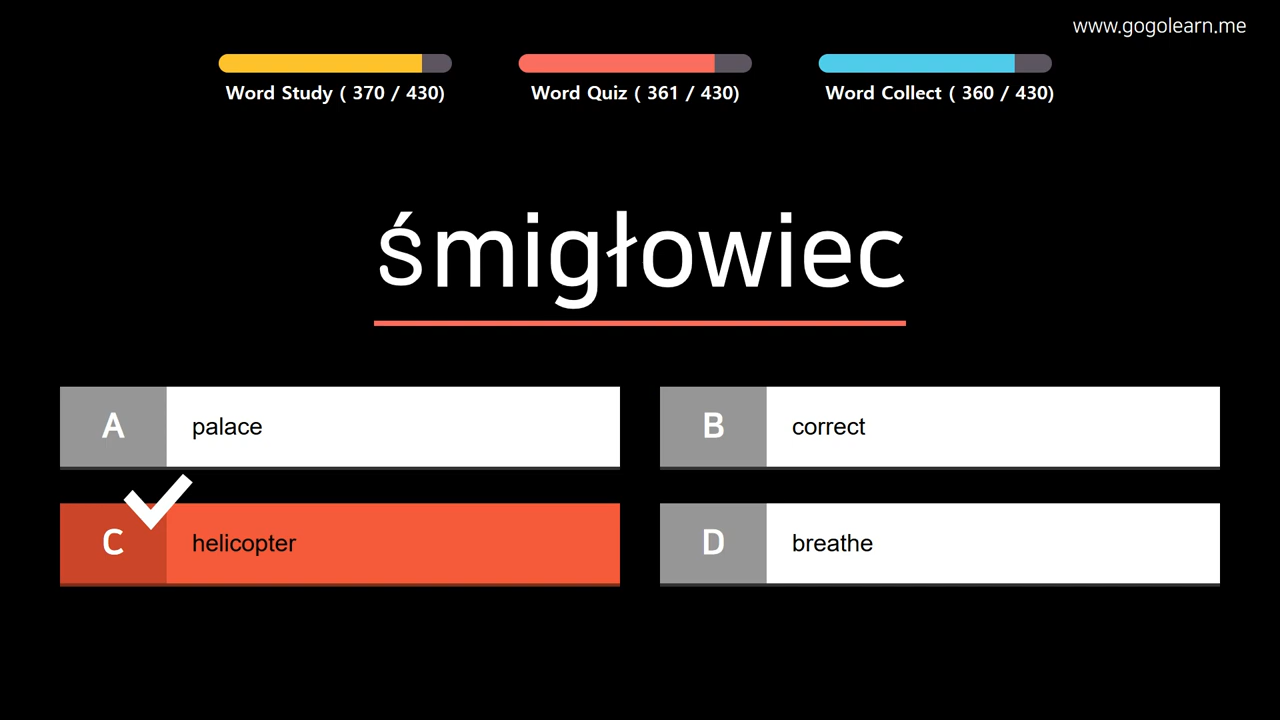 www.gogolearn.me
Word Study ( 370 / 430)
Word Quiz ( 361 / 430)
Word Collect ( 360 / 430)
śmigłowiec
A palace
B correct
C helicopter
D breathe